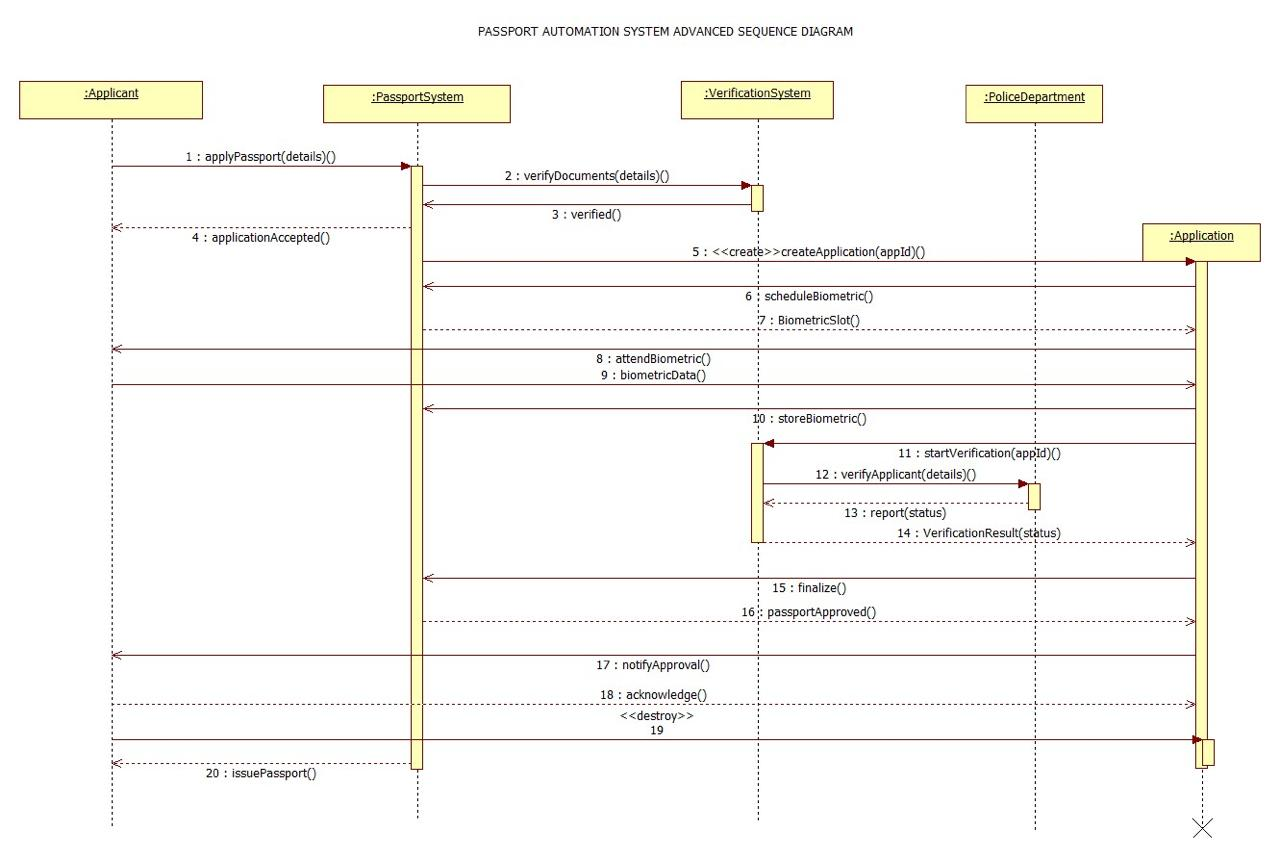 PASSPORT AUTOMATION SYSTEM ADVANCED SEQUENCE DIAGRAM
:Applicant
:PassportSystem
:VerificationSystem
:PoliceDepartment
1 : applyPassport(details)()
2 : verifyDocuments(details)()
3 : verified()
4 : applicationAccepted()
:Application
5 : <<create>>createApplication(appId)()
6 : scheduleBiometric()
7 : BiometricSlot()
8 : attendBiometric()
9 : biometricData()
10 : storeBiometric()
11 : startVerification(appId)()
12 : verifyApplicant(details)()
13 : report(status)
14 : VerificationResult(status)
15 : finalize()
16 : passportApproved()
17 : notifyApproval()
18 : acknowledge()
<<destroy>>
19
20 : issuePassport()